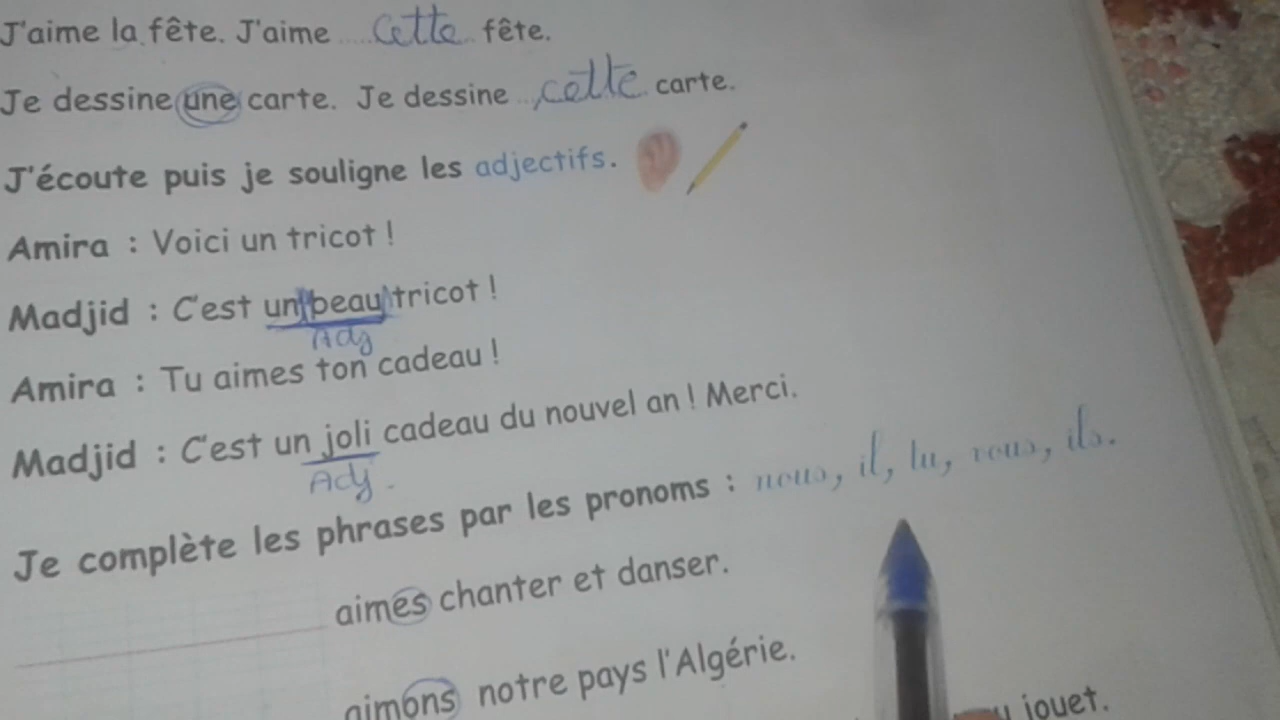 J'aime la fête. J'aime cette fête.
Je dessine une carte. Je dessine cette carte.
J'écoute puis je souligne les adjectifs.
Amira : Voici un tricot !
Madjid : C'est un beau tricot !
Adj
Amira : Tu aimes ton cadeau !
Madjid : C'est un joli cadeau du nouvel an ! Merci.
Adj.
Je complète les phrases par les pronoms : nous, il, tu, vous, ils.
aimes chanter et danser.
aimons notre pays l'Algérie.
jouet.